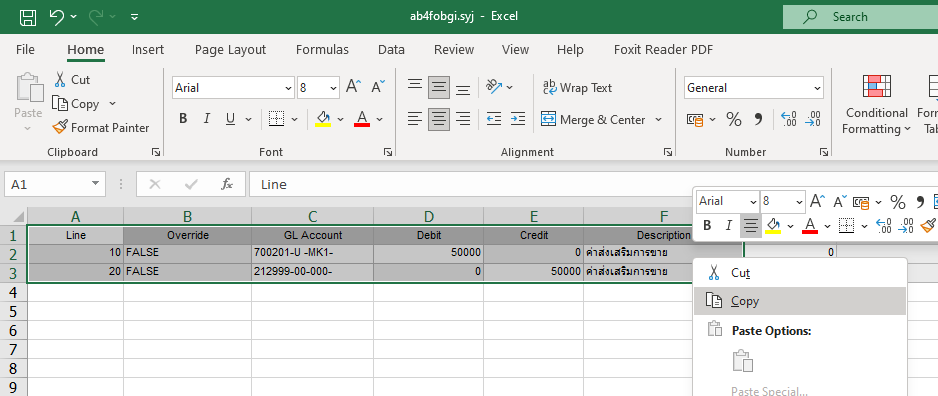 ab4fobgi.syj - Excel
Search
File Home Insert Page Layout Formulas Data Review View Help Foxit Reader PDF
Paste
Cut
Copy
Format Painter
Clipboard
Arial 8 A A
B I U A
Font
ab Wrap Text
Merge & Center
Alignment
General
% 9 .00 .00
Number
Conditional
Formatting
A1
fx
Line
Arial 8 A A %
B I A
A B C D E F
1 Line Override GL Account Debit Credit Description
2 10 FALSE 700201-U -MK1- 50000 0 ค่าส่งเสริมการขาย 0
3 20 FALSE 212999-00-000- 0 50000 ค่าส่งเสริมการขาย
4
5
6
7
8
9
Cut
Copy
Paste Options:
Paste Special...